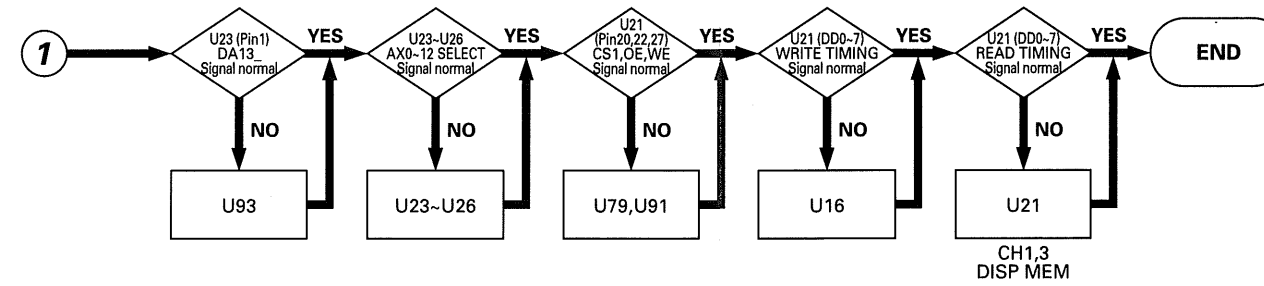 1
U23 (Pin1)
DA13_
Signal normal
YES
NO
U93
U23~U26
AX0~12 SELECT
Signal normal
YES
NO
U23~U26
U21
(Pin20,22,27)
CS1,OE,WE
Signal normal
YES
NO
U79,U91
U21 (DD0~7)
WRITE TIMING
Signal normal
YES
NO
U16
U21 (DD0~7)
READ TIMING
Signal normal
YES
NO
U21
CH1,3
DISP MEM
END